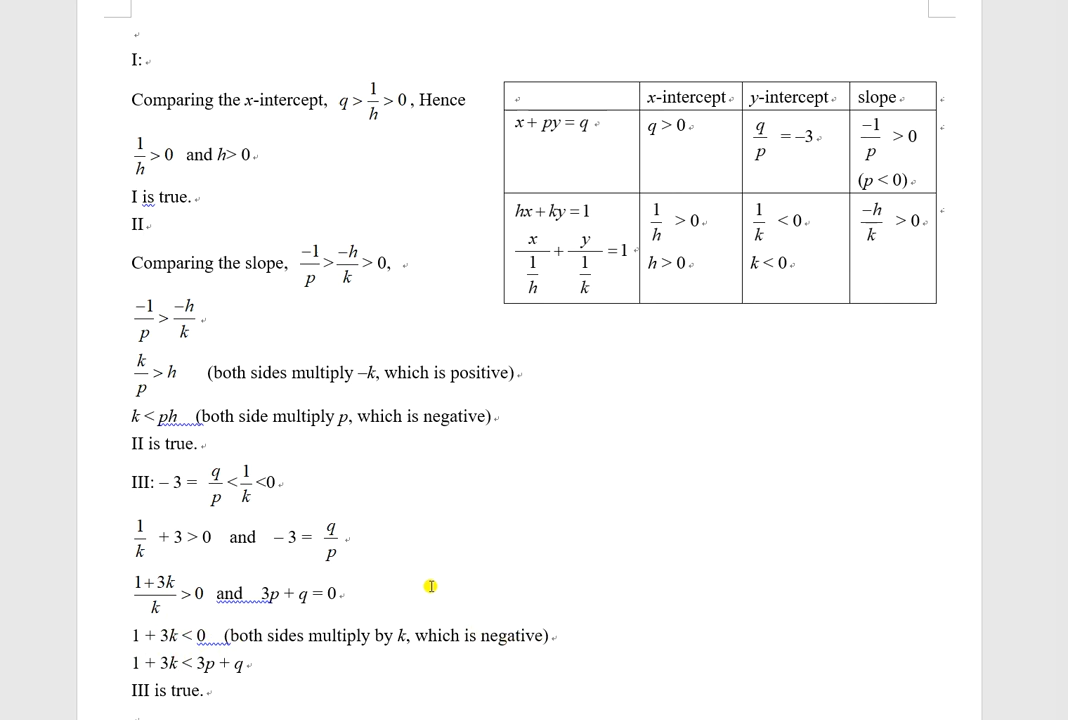 I:
Comparing the x-intercept, q > 1/h > 0, Hence
1/h > 0 and h> 0
I is true.
II
Comparing the slope, −1/p > −h/k > 0,
−1/p > −h/k
k/p > h (both sides multiply –k, which is positive)
k < ph (both side multiply p, which is negative)
II is true.
III: – 3 = q/p < 1/k <0
1/k + 3 > 0 and – 3 = q/p
(1+3k)/k > 0 and 3p + q = 0
1 + 3k < 0 (both sides multiply by k, which is negative)
1 + 3k < 3p + q
III is true.
x-intercept y-intercept slope
x + py = q q > 0 q/p = –3 −1/p > 0
(p < 0)
hx + ky = 1 1/h > 0 1/k < 0 −h/k > 0
x/(1/h) + y/(1/k) = 1 h > 0 k < 0